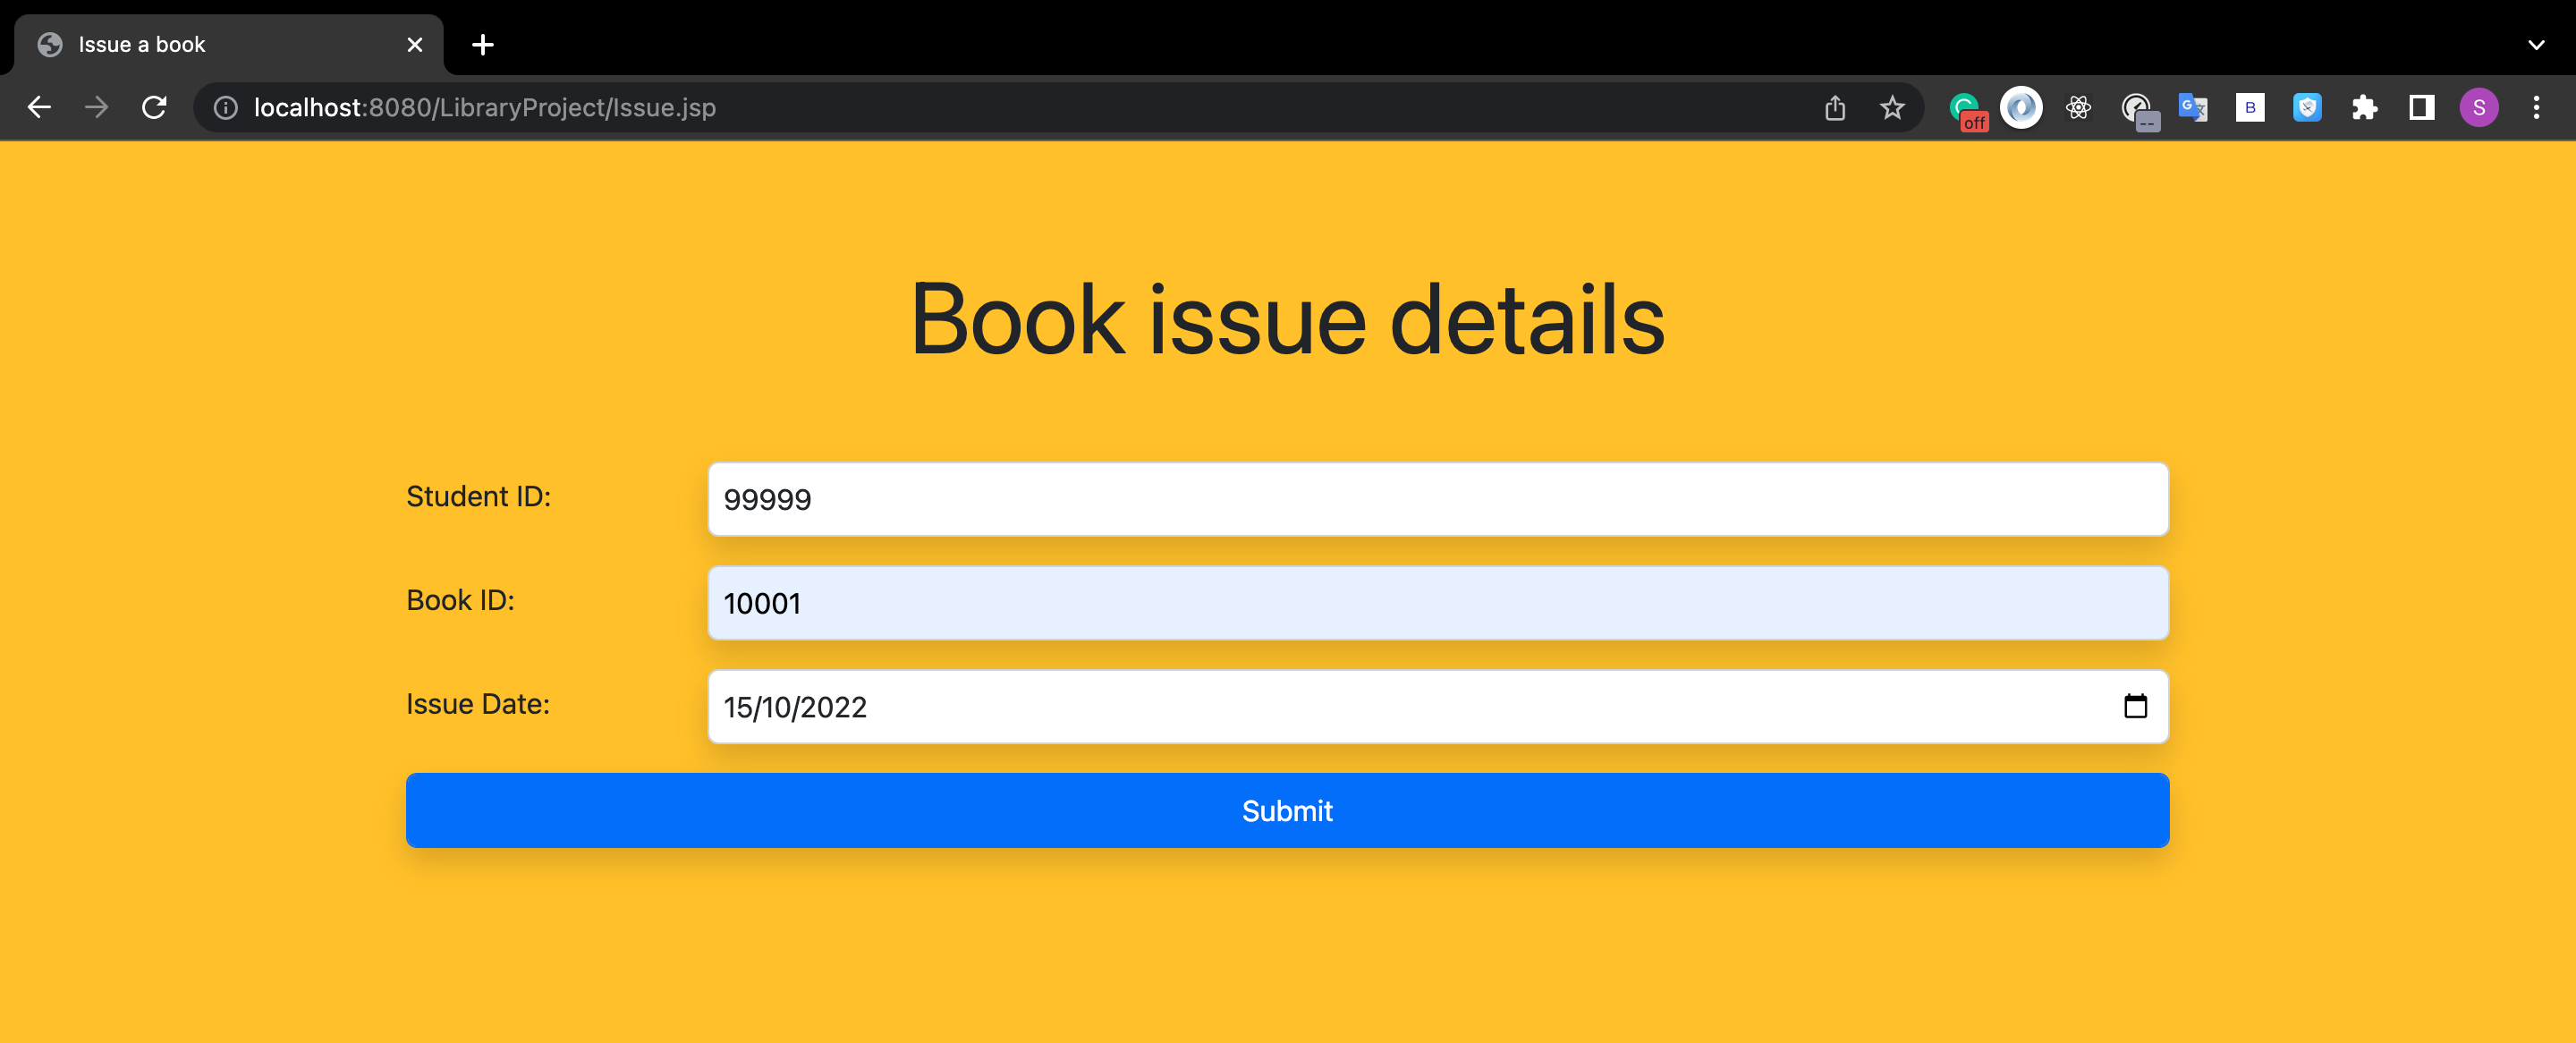 Issue a book
localhost:8080/LibraryProject/Issue.jsp
off
--
G
B
S
Book issue details
Student ID:
99999
Book ID:
10001
Issue Date:
15/10/2022
Submit